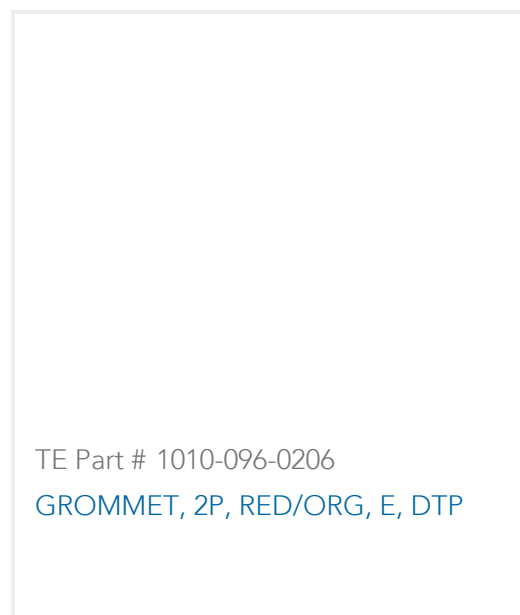 TE Part # 1010-096-0206
GROMMET, 2P, RED/ORG, E, DTP